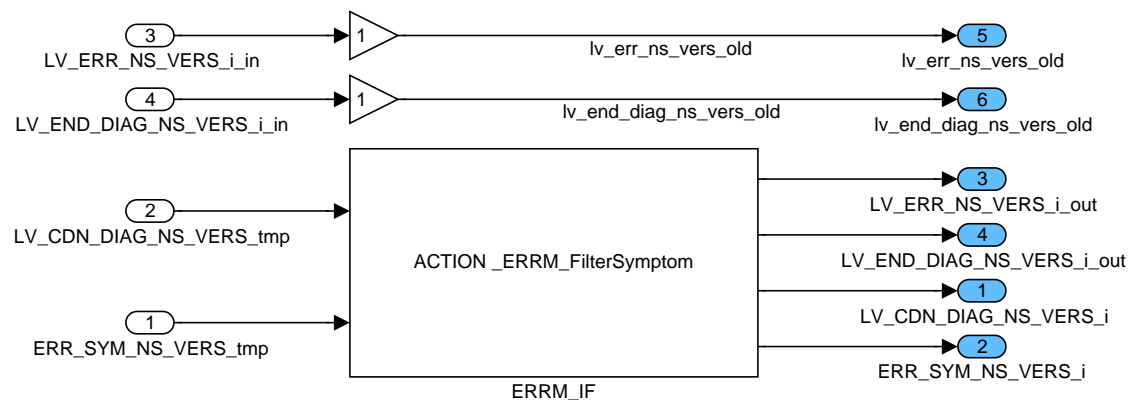 3
LV_ERR_NS_VERS_i_in
1
lv_err_ns_vers_old
5
lv_err_ns_vers_old
4
LV_END_DIAG_NS_VERS_i_in
1
lv_end_diag_ns_vers_old
6
lv_end_diag_ns_vers_old
2
LV_CDN_DIAG_NS_VERS_tmp
1
ERR_SYM_NS_VERS_tmp
ACTION _ERRM_FilterSymptom
ERRM_IF
3
LV_ERR_NS_VERS_i_out
4
LV_END_DIAG_NS_VERS_i_out
1
LV_CDN_DIAG_NS_VERS_i
2
ERR_SYM_NS_VERS_i